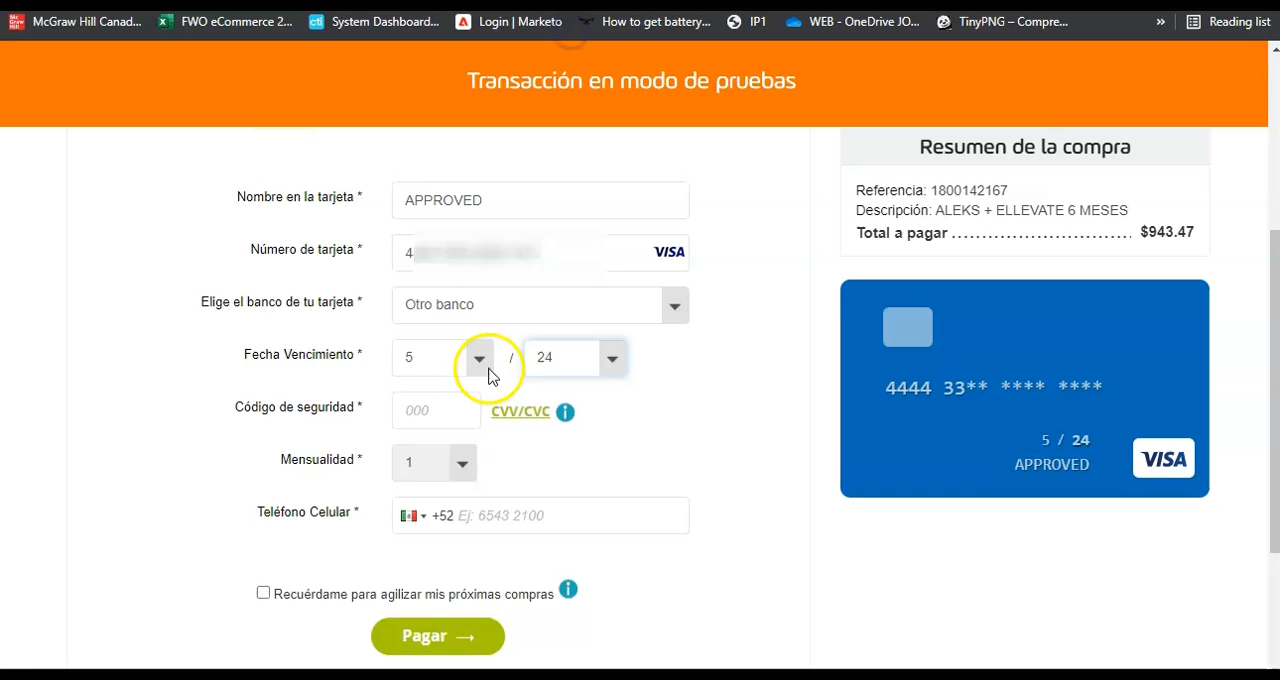 McGraw Hill Canad... FWO eCommerce 2... System Dashboard... Login | Marketo How to get battery... IP1 WEB - OneDrive JO... TinyPNG – Compre... » Reading list
Transacción en modo de pruebas
Nombre en la tarjeta * APPROVED
Número de tarjeta * 4 VISA
Elige el banco de tu tarjeta * Otro banco
Fecha Vencimiento * 5 / 24
Código de seguridad * 000 CVV/CVC i
Mensualidad * 1
Teléfono Celular * +52 Ej: 6543 2100
Recuérdame para agilizar mis próximas compras i
Pagar →
Resumen de la compra
Referencia: 1800142167
Descripción: ALEKS + ELLEVATE 6 MESES
Total a pagar ................................ $943.47
4444 33** **** ****
5 / 24
APPROVED
VISA